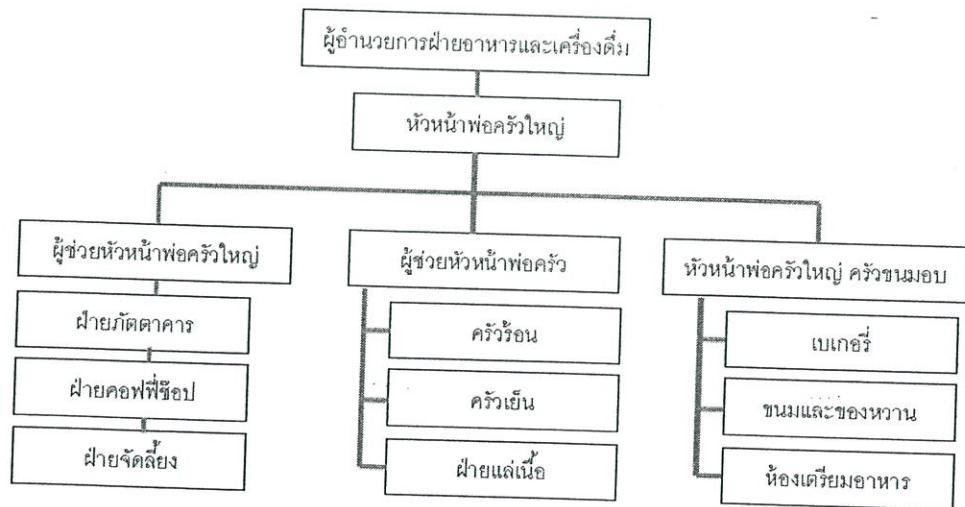 ผู้อำนวยการฝ่ายอาหารและเครื่องดื่ม
หัวหน้าพ่อครัวใหญ่
ผู้ช่วยหัวหน้าพ่อครัวใหญ่
ฝ่ายภัตตาคาร
ฝ่ายคอฟฟี่ช๊อป
ฝ่ายจัดลี้ยง
ผู้ช่วยหัวหน้าพ่อครัว
ครัวร้อน
ครัวเย็น
ฝ่ายแล่เนื้อ
หัวหน้าพ่อครัวใหญ่ ครัวขนมอบ
เบเกอรี่
ขนมและของหวาน
ห้องเตรียมอาหาร